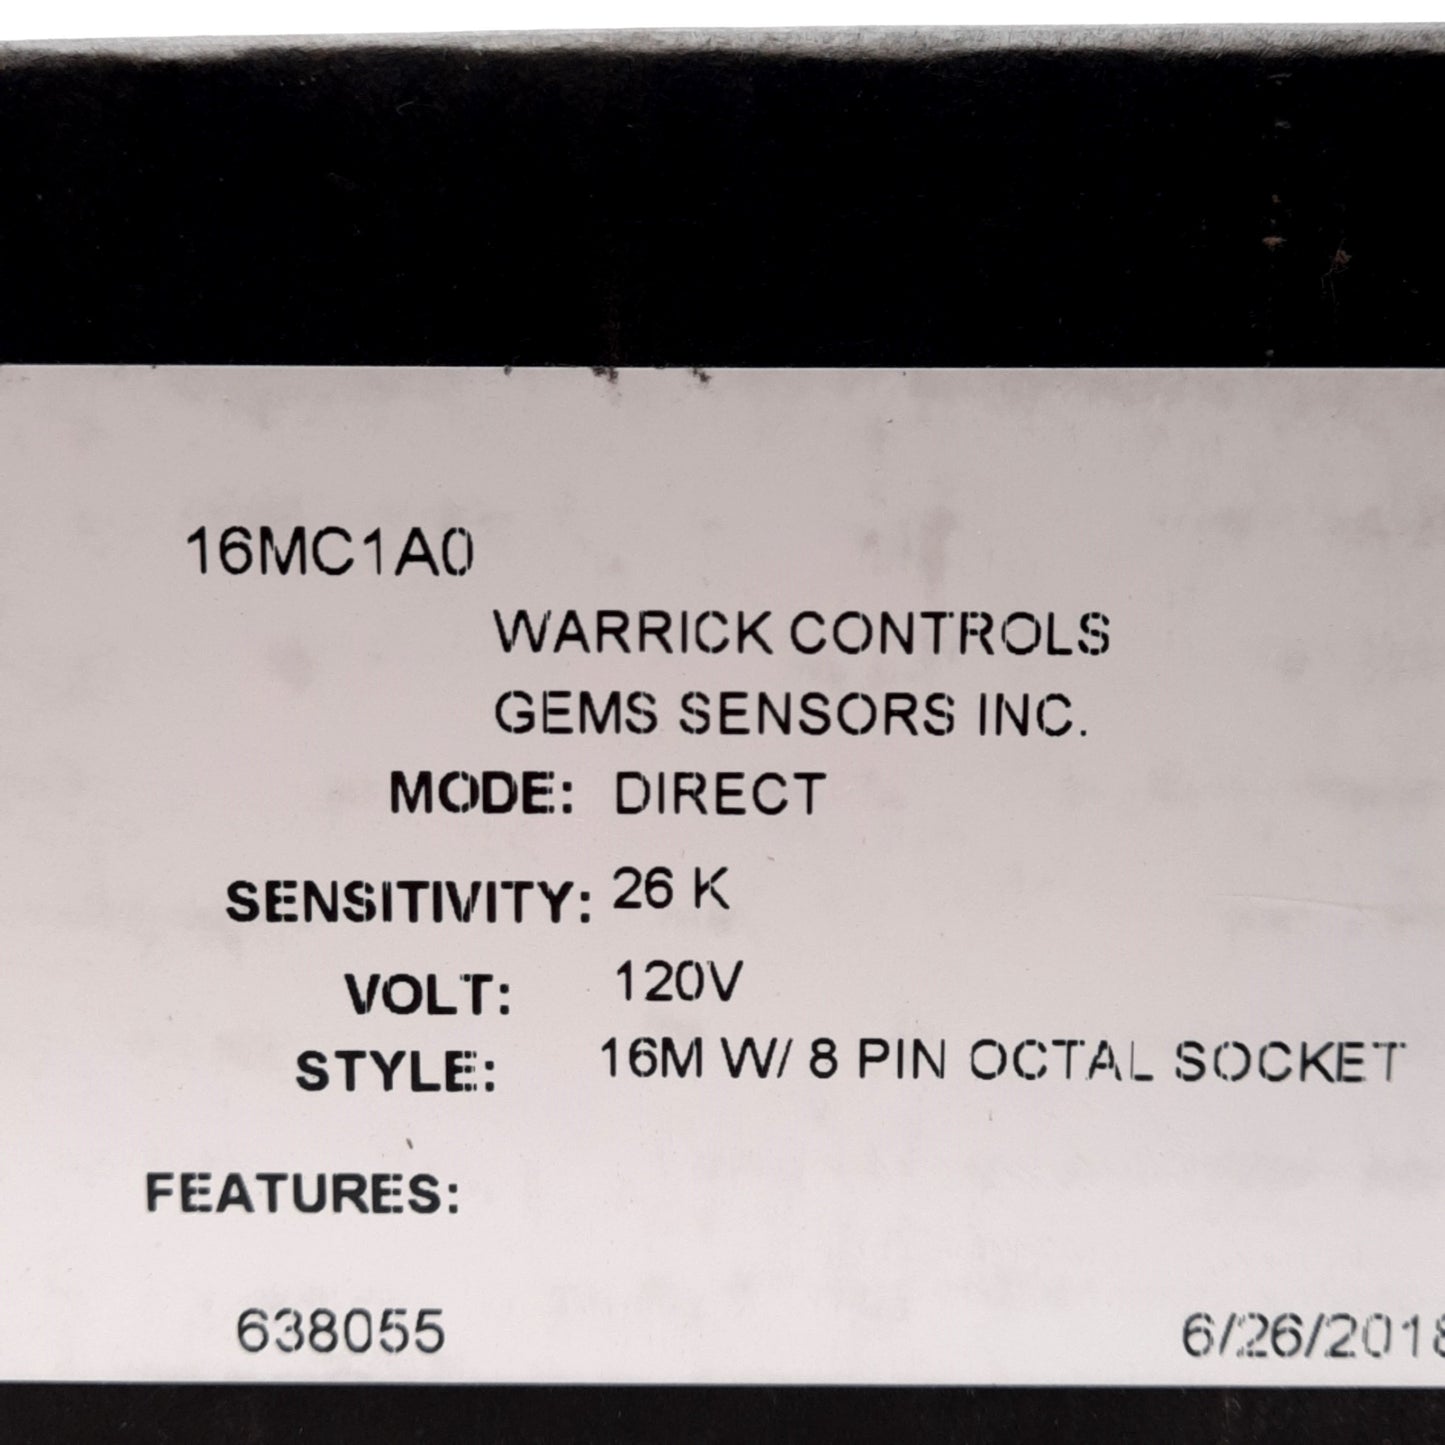 16MC1A0
WARRICK CONTROLS
GEMS SENSORS INC.
MODE: DIRECT
SENSITIVITY: 26 K
VOLT: 120V
STYLE: 16M W/ 8 PIN OCTAL SOCKET
FEATURES:
638055 6/26/2018